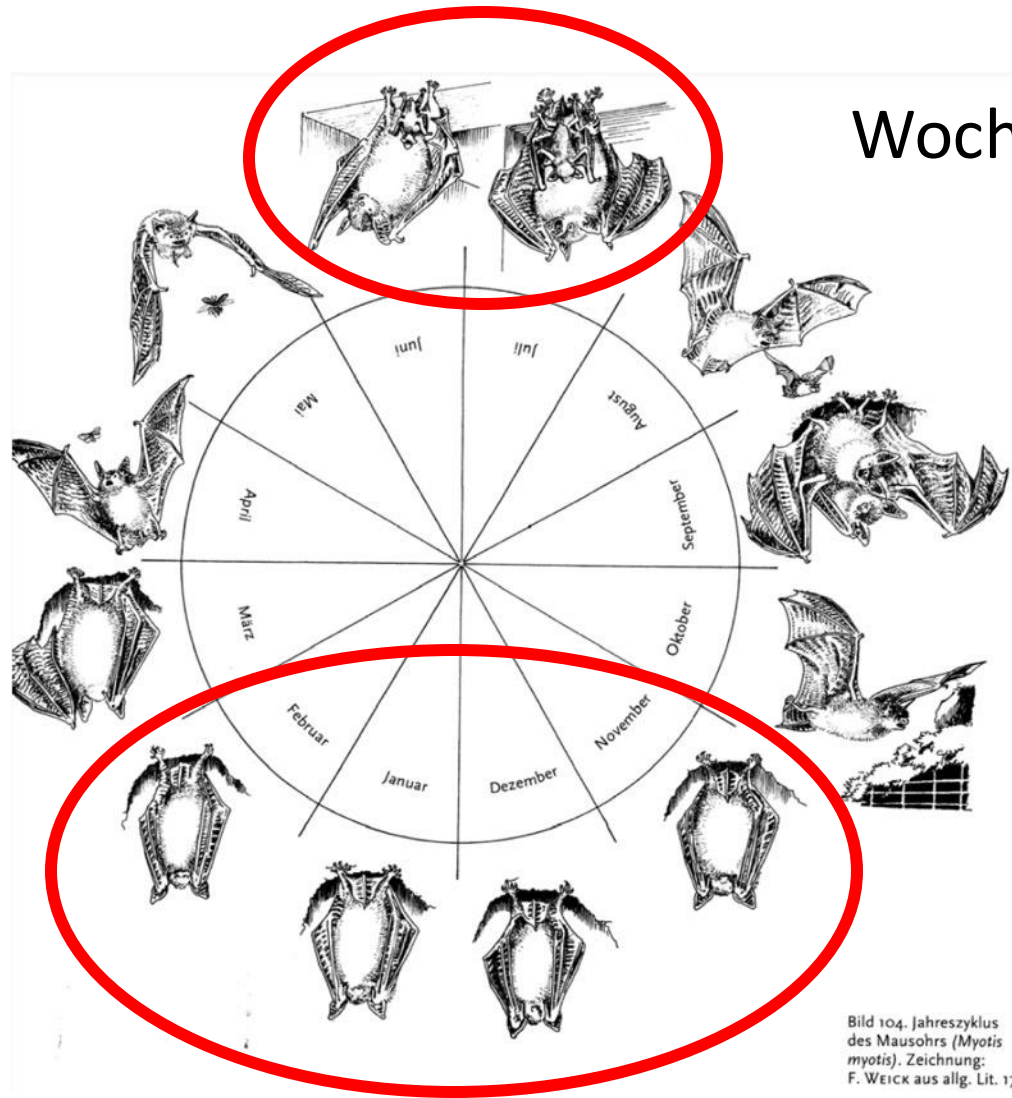 Woch
Juni
Juli
Mai
August
April
September
März
Oktober
Februar
November
Januar
Dezember
Bild 104. Jahreszyklus
des Mausohrs (Myotis
myotis). Zeichnung:
F. WEICK aus allg. Lit. 17